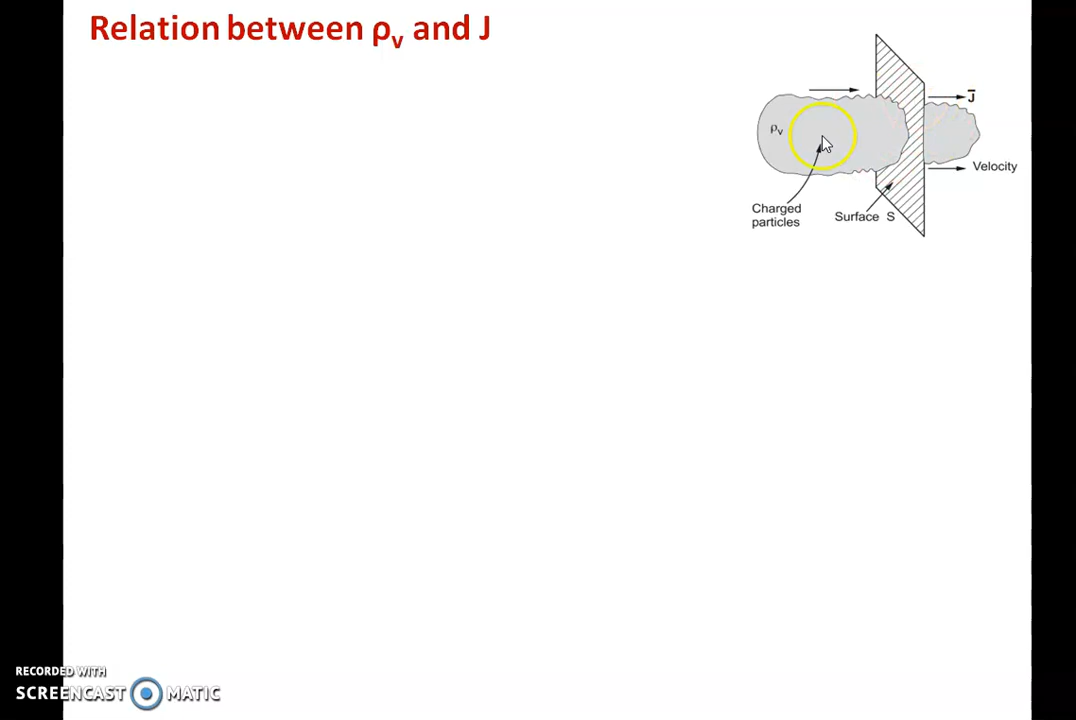 Relation between ρv and J
J̅
ρv
Velocity
Charged
particles
Surface S
RECORDED WITH
SCREENCAST MATIC